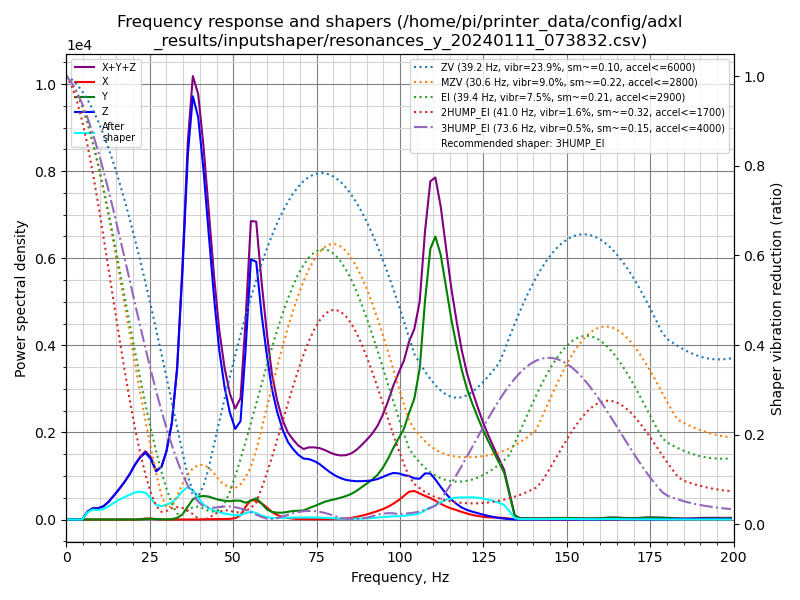 Frequency response and shapers (/home/pi/printer_data/config/adxl
_results/inputshaper/resonances_y_20240111_073832.csv)
1e4
X+Y+Z
X
Y
Z
After
shaper
ZV (39.2 Hz, vibr=23.9%, sm~=0.10, accel<=6000)
MZV (30.6 Hz, vibr=9.0%, sm~=0.22, accel<=2800)
EI (39.4 Hz, vibr=7.5%, sm~=0.21, accel<=2900)
2HUMP_EI (41.0 Hz, vibr=1.6%, sm~=0.32, accel<=1700)
3HUMP_EI (73.6 Hz, vibr=0.5%, sm~=0.15, accel<=4000)
Recommended shaper: 3HUMP_EI
Power spectral density
1.0
0.8
0.6
0.4
0.2
0.0
1.0
0.8
0.6
0.4
0.2
0.0
Shaper vibration reduction (ratio)
0 25 50 75 100 125 150 175 200
Frequency, Hz